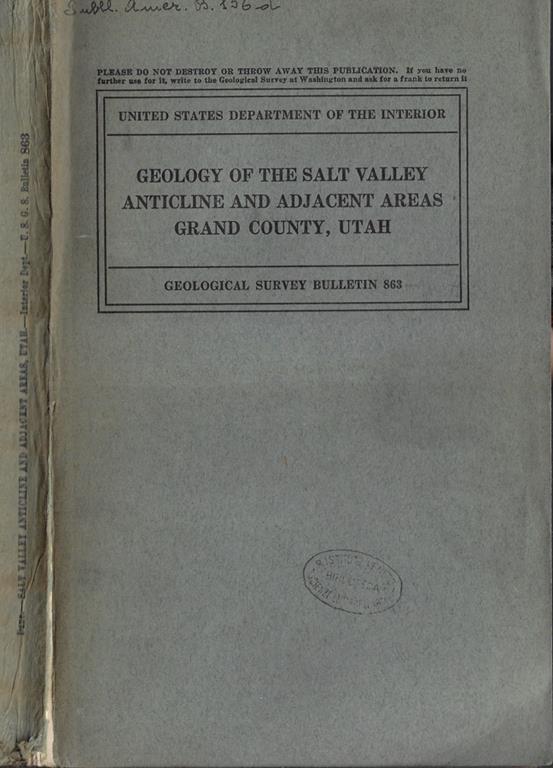 Publl. Amer. B. 156-d
PLEASE DO NOT DESTROY OR THROW AWAY THIS PUBLICATION. If you have no
further use for it, write to the Geological Survey at Washington and ask for a frank to return it
UNITED STATES DEPARTMENT OF THE INTERIOR
GEOLOGY OF THE SALT VALLEY
ANTICLINE AND ADJACENT AREAS
GRAND COUNTY, UTAH
GEOLOGICAL SURVEY BULLETIN 863
SALT VALLEY ANTICLINE AND ADJACENT AREAS, UTAH—Interior Dept—U. S. G. S. Bulletin 863